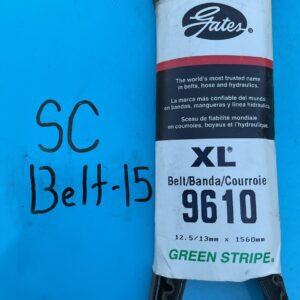 Gates®
The world's most trusted name
in belts, hose and hydraulics.
La marca más confiable del mundo
en bandas, mangueras y línea hidráulica.
Sceau de fiabilité mondiale
en courroies, boyaux et l'hydraulique.
SC
Belt-15
XL®
Belt/Banda/Courroie
9610
12.5/13mm x 1560mm
GREEN STRIPE®